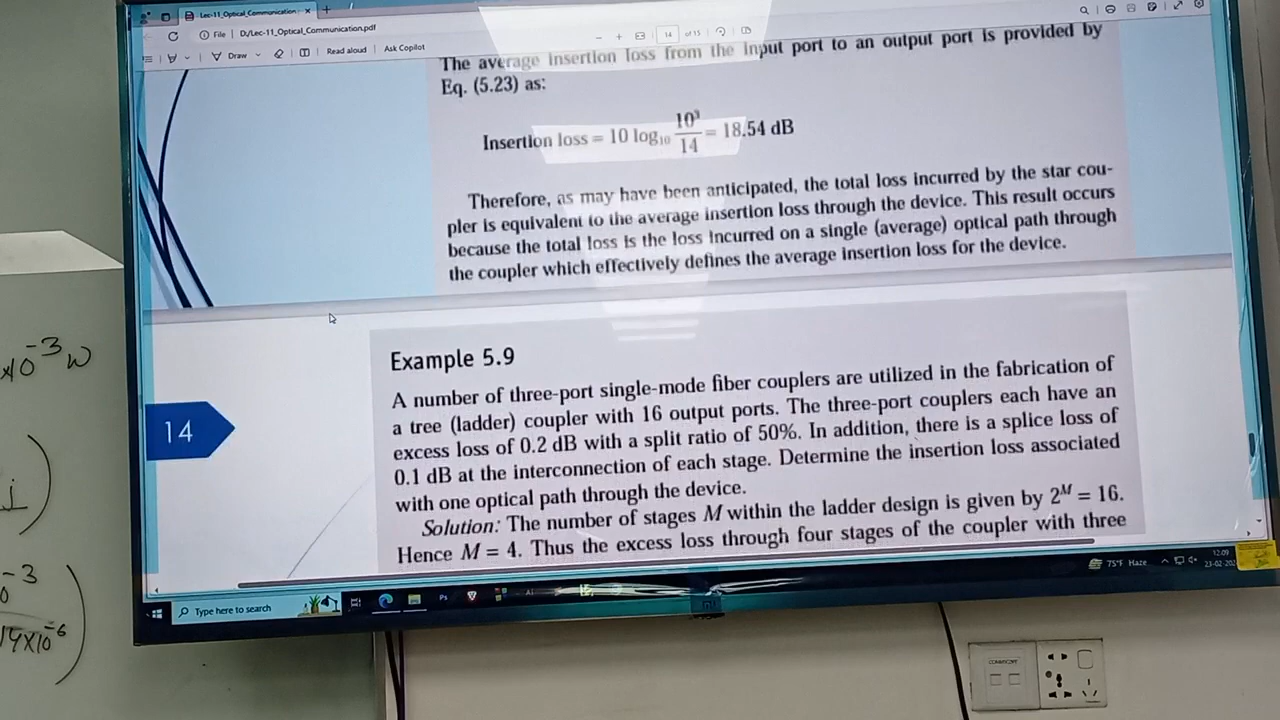 Lec-11_Optical_Communication
File | D:/Lec-11_Optical_Communication.pdf
14 of 15
Draw
Read aloud
Ask Copilot
The average insertion loss from the input port to an output port is provided by
Eq. (5.23) as:
Insertion loss = 10 log₁₀ 10³/14 = 18.54 dB
Therefore, as may have been anticipated, the total loss incurred by the star cou-
pler is equivalent to the average insertion loss through the device. This result occurs
because the total loss is the loss incurred on a single (average) optical path through
the coupler which effectively defines the average insertion loss for the device.
Example 5.9
A number of three-port single-mode fiber couplers are utilized in the fabrication of
a tree (ladder) coupler with 16 output ports. The three-port couplers each have an
excess loss of 0.2 dB with a split ratio of 50%. In addition, there is a splice loss of
0.1 dB at the interconnection of each stage. Determine the insertion loss associated
with one optical path through the device.
Solution: The number of stages M within the ladder design is given by 2ᴹ = 16.
Hence M = 4. Thus the excess loss through four stages of the coupler with three
14
Type here to search
Ps
75°F Haze
12:09
×10⁻³ w
14×10⁻⁶